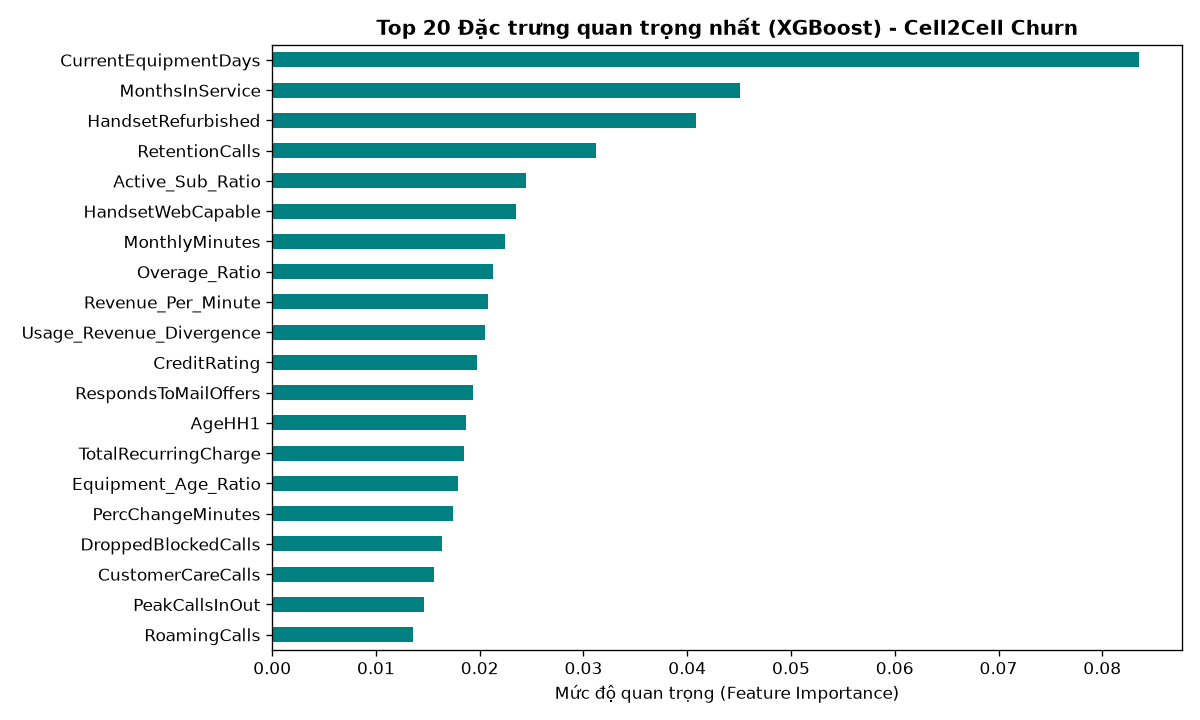 Top 20 Đặc trưng quan trọng nhất (XGBoost) - Cell2Cell Churn
CurrentEquipmentDays
MonthsInService
HandsetRefurbished
RetentionCalls
Active_Sub_Ratio
HandsetWebCapable
MonthlyMinutes
Overage_Ratio
Revenue_Per_Minute
Usage_Revenue_Divergence
CreditRating
RespondsToMailOffers
AgeHH1
TotalRecurringCharge
Equipment_Age_Ratio
PercChangeMinutes
DroppedBlockedCalls
CustomerCareCalls
PeakCallsInOut
RoamingCalls
0.00 0.01 0.02 0.03 0.04 0.05 0.06 0.07 0.08
Mức độ quan trọng (Feature Importance)